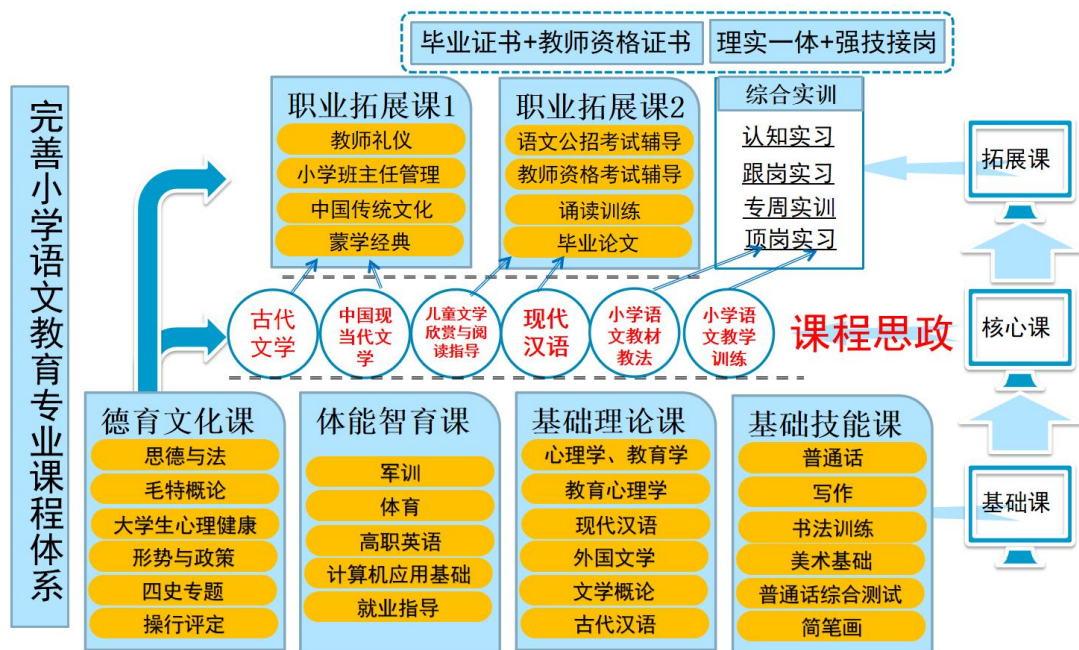 毕业证书+教师资格证书
理实一体+强技接岗
完善小学语文教育专业课程体系
职业拓展课1
教师礼仪
小学班主任管理
中国传统文化
蒙学经典
职业拓展课2
语文公招考试辅导
教师资格考试辅导
诵读训练
毕业论文
综合实训
认知实习
跟岗实习
专周实训
顶岗实习
拓展课
古代
文学
中国现
当代文
学
儿童文学
欣赏与阅
读指导
现代
汉语
小学语
文教材
教法
小学语
文教学
训练
课程思政
核心课
德育文化课
思德与法
毛特概论
大学生心理健康
形势与政策
四史专题
操行评定
体能智育课
军训
体育
高职英语
计算机应用基础
就业指导
基础理论课
心理学、教育学
教育心理学
现代汉语
外国文学
文学概论
古代汉语
基础技能课
普通话
写作
书法训练
美术基础
普通话综合测试
简笔画
基础课